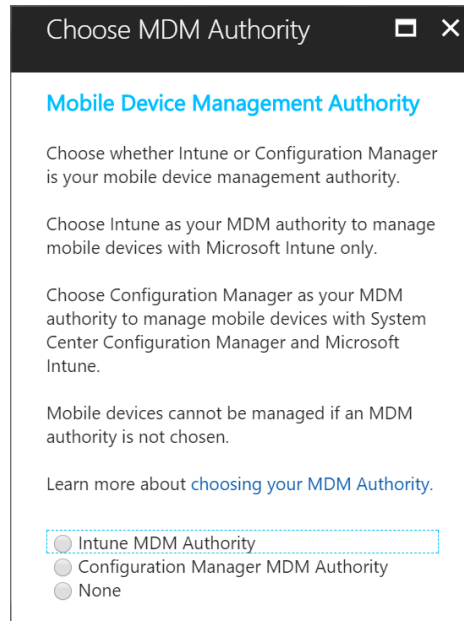 Choose MDM Authority
Mobile Device Management Authority
Choose whether Intune or Configuration Manager
is your mobile device management authority.
Choose Intune as your MDM authority to manage
mobile devices with Microsoft Intune only.
Choose Configuration Manager as your MDM
authority to manage mobile devices with System
Center Configuration Manager and Microsoft
Intune.
Mobile devices cannot be managed if an MDM
authority is not chosen.
Learn more about choosing your MDM Authority.
Intune MDM Authority
Configuration Manager MDM Authority
None